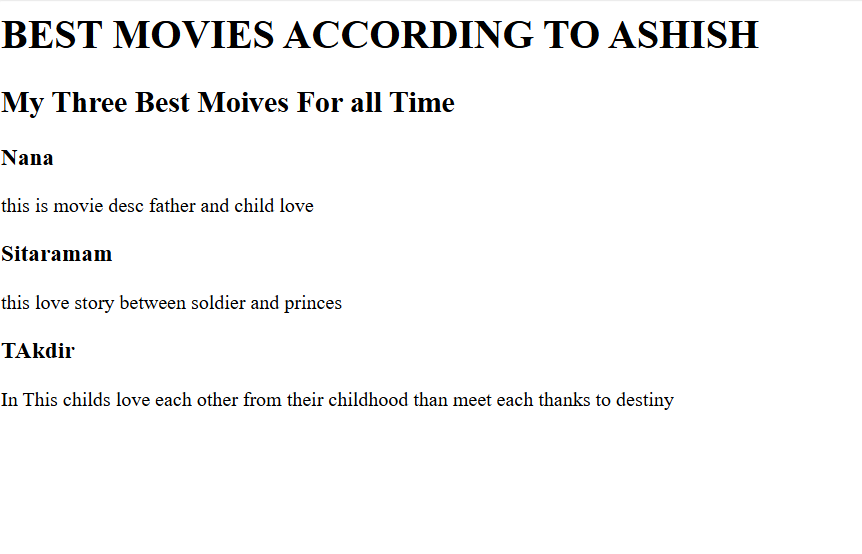 BEST MOVIES ACCORDING TO ASHISH
My Three Best Moives For all Time
Nana
this is movie desc father and child love
Sitaramam
this love story between soldier and princes
TAkdir
In This childs love each other from their childhood than meet each thanks to destiny